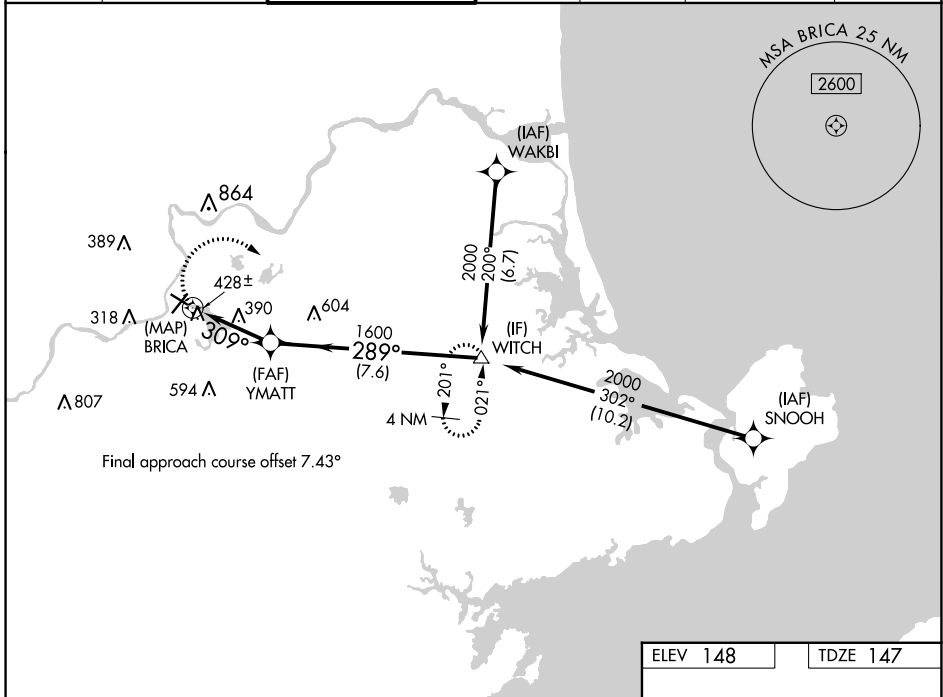 MSA BRICA 25 NM
2600
(IAF)
WAKBI
864
389
2000
200°
(6.7)
428±
318
390
604
(MAP)
BRICA
309°
1600
289°
(7.6)
(IF)
WITCH
(FAF)
YMATT
594
807
201°
021°
4 NM
2000
302°
(10.2)
(IAF)
SNOOH
Final approach course offset 7.43°
ELEV 148
TDZE 147